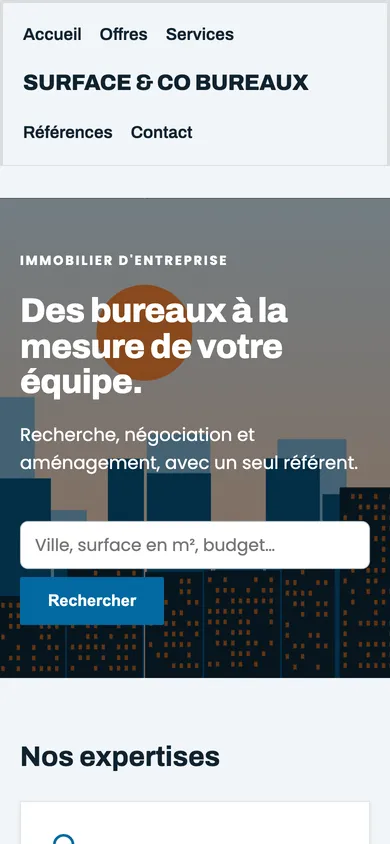 Accueil Offres Services
SURFACE & CO BUREAUX
Références Contact
IMMOBILIER D'ENTREPRISE
Des bureaux à la
mesure de votre
équipe.
Recherche, négociation et
aménagement, avec un seul référent.
Ville, surface en m², budget...
Rechercher
Nos expertises